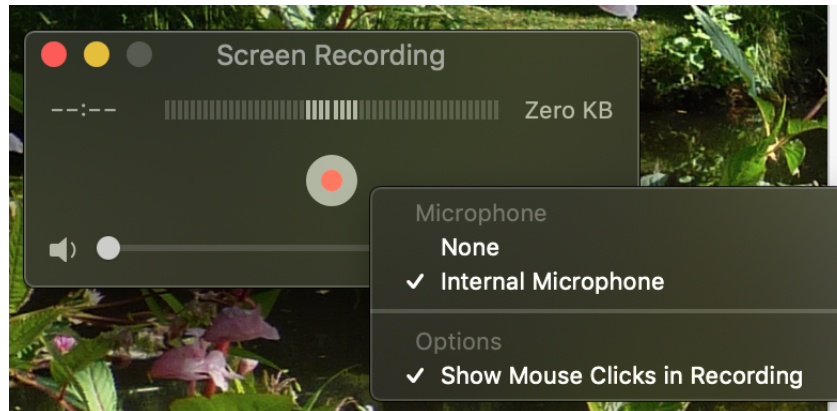 Screen Recording
--:--
Zero KB
Microphone
None
✓ Internal Microphone
Options
✓ Show Mouse Clicks in Recording